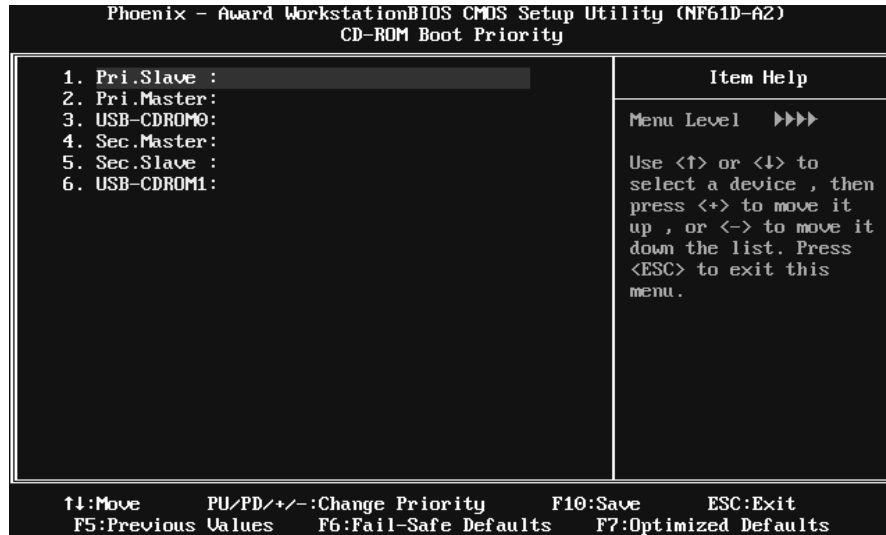 Phoenix - Award WorkstationBIOS CMOS Setup Utility (NF61D-A2)
CD-ROM Boot Priority
1. Pri.Slave :
2. Pri.Master:
3. USB-CDROM0:
4. Sec.Master:
5. Sec.Slave :
6. USB-CDROM1:
Item Help
Menu Level ►►►►
Use <↑> or <↓> to
select a device , then
press <+> to move it
up , or <-> to move it
down the list. Press
<ESC> to exit this
menu.
↑↓:Move PU/PD/+/-:Change Priority F10:Save ESC:Exit
F5:Previous Values F6:Fail-Safe Defaults F7:Optimized Defaults